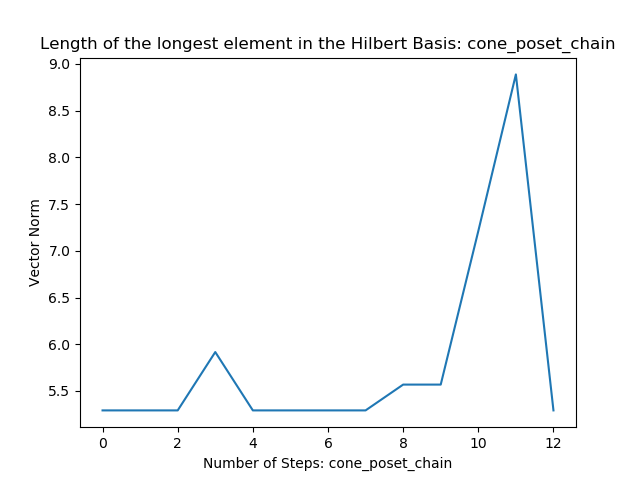 Length of the longest element in the Hilbert Basis: cone_poset_chain
9.0
8.5
8.0
7.5
7.0
6.5
6.0
5.5
Vector Norm
0 2 4 6 8 10 12
Number of Steps: cone_poset_chain